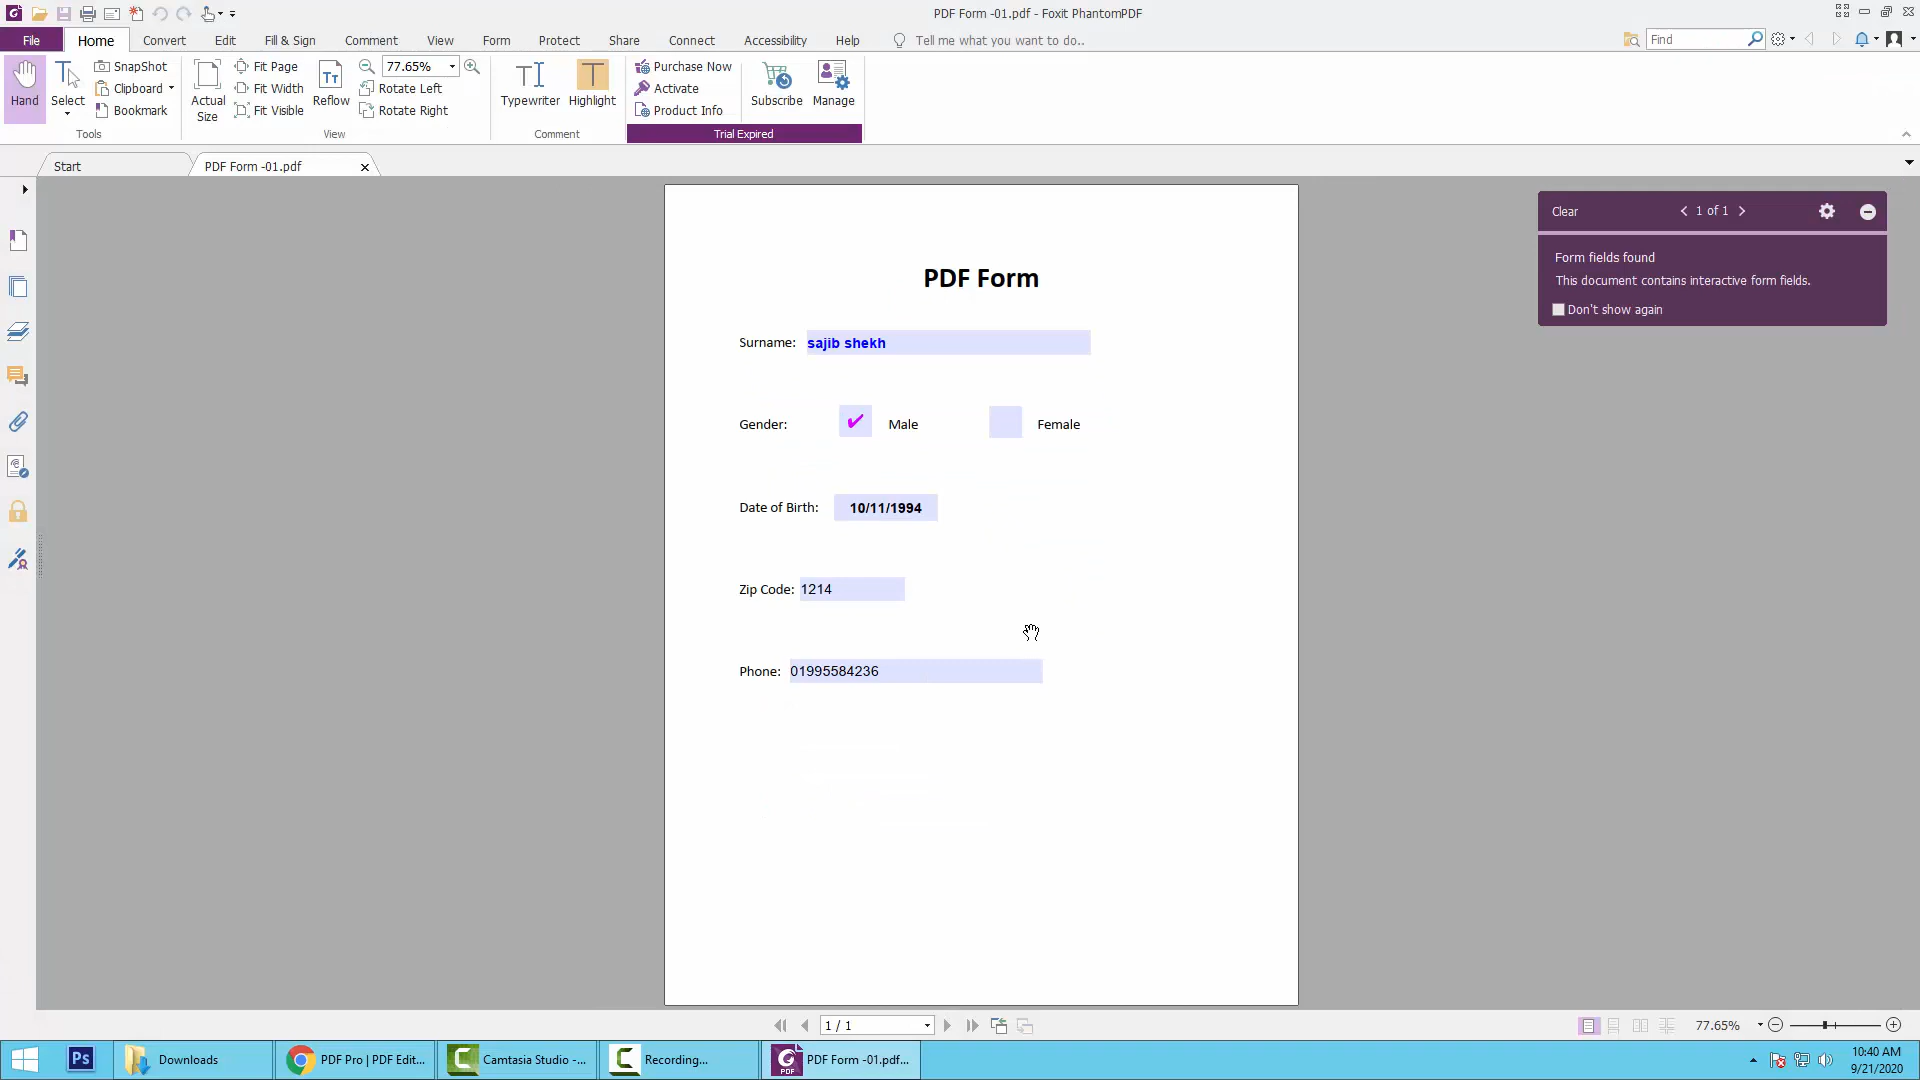 PDF Form -01.pdf - Foxit PhantomPDF
File Home Convert Edit Fill & Sign Comment View Form Protect Share Connect Accessibility Help Tell me what you want to do.. Find
Hand
Select
SnapShot
Clipboard
Bookmark
Tools
Actual
Size
Fit Page
Fit Width
Fit Visible
Reflow
77.65%
Rotate Left
Rotate Right
View
Typewriter
Highlight
Comment
Purchase Now
Activate
Product Info
Subscribe
Manage
Trial Expired
Start
PDF Form -01.pdf
Clear 1 of 1
Form fields found
This document contains interactive form fields.
Don't show again
PDF Form
Surname: sajib shekh
Gender: Male Female
Date of Birth: 10/11/1994
Zip Code: 1214
Phone: 01995584236
1 / 1
77.65%
Ps
Downloads
PDF Pro | PDF Edit...
Camtasia Studio -...
Recording...
PDF
PDF Form -01.pdf...
10:40 AM
9/21/2020